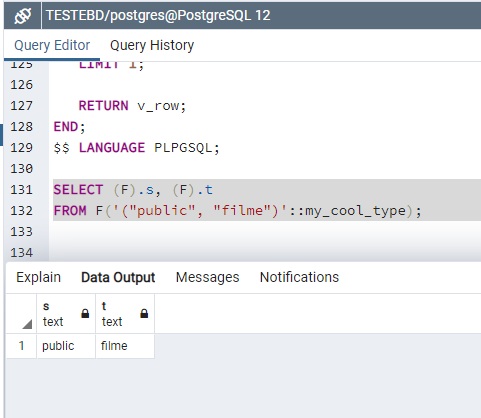 TESTEBD/postgres@PostgreSQL 12
Query Editor Query History
125 LIMIT 1;
126
127 RETURN v_row;
128 END;
129 $$ LANGUAGE PLPGSQL;
130
131 SELECT (F).s, (F).t
132 FROM F('("public", "filme")'::my_cool_type);
133
134
Explain Data Output Messages Notifications
s t
text text
1 public filme